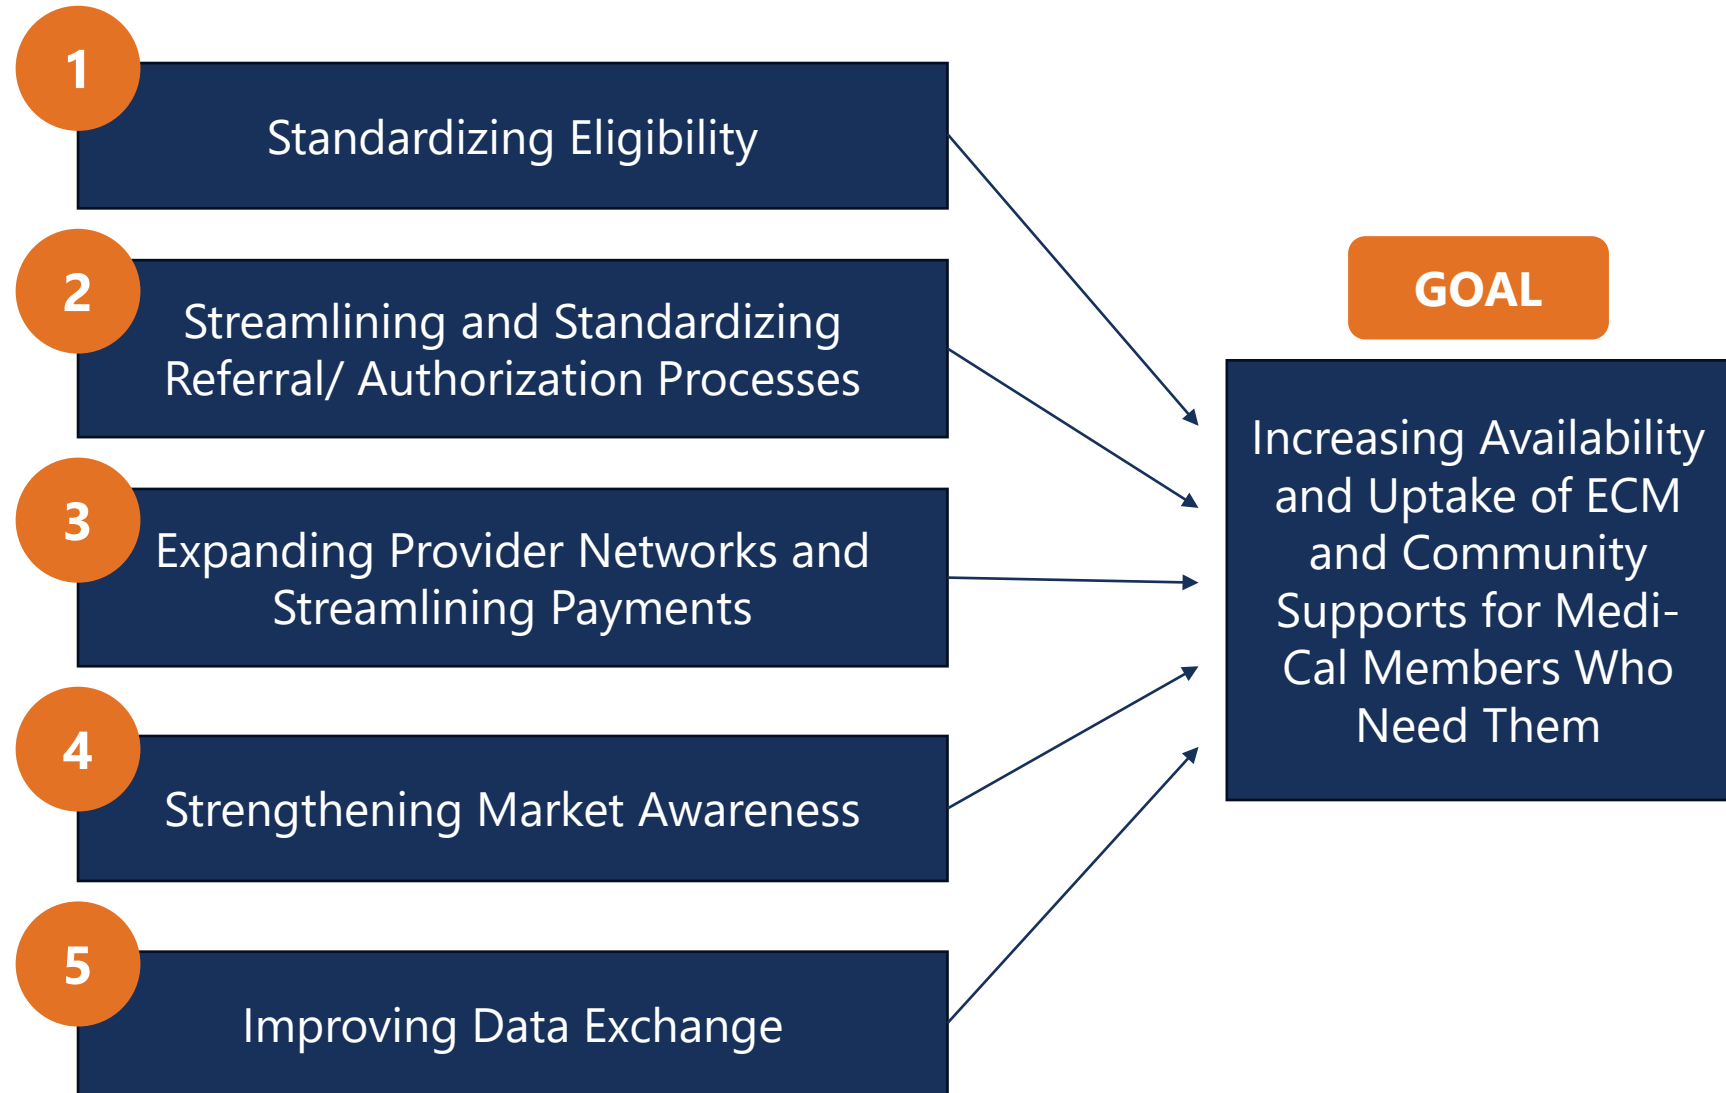 1
Standardizing Eligibility
2
Streamlining and Standardizing
Referral/ Authorization Processes
3
Expanding Provider Networks and
Streamlining Payments
4
Strengthening Market Awareness
5
Improving Data Exchange
GOAL
Increasing Availability
and Uptake of ECM
and Community
Supports for Medi-
Cal Members Who
Need Them